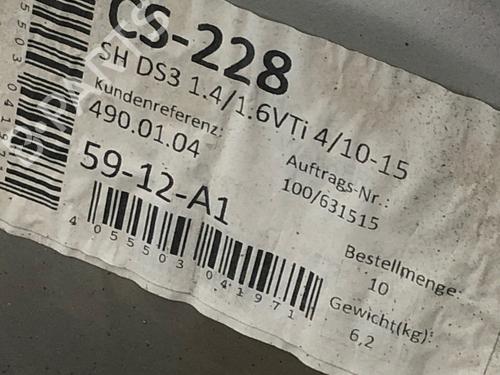 CS-228
SH DS3 1.4/1.6VTi 4/10-15
Kundenreferenz:
490.01.04
Auftrags-Nr.:
100/631515
59-12-A1
Bestellmenge
10
Gewicht(kg):
6,2
4 055503 041971